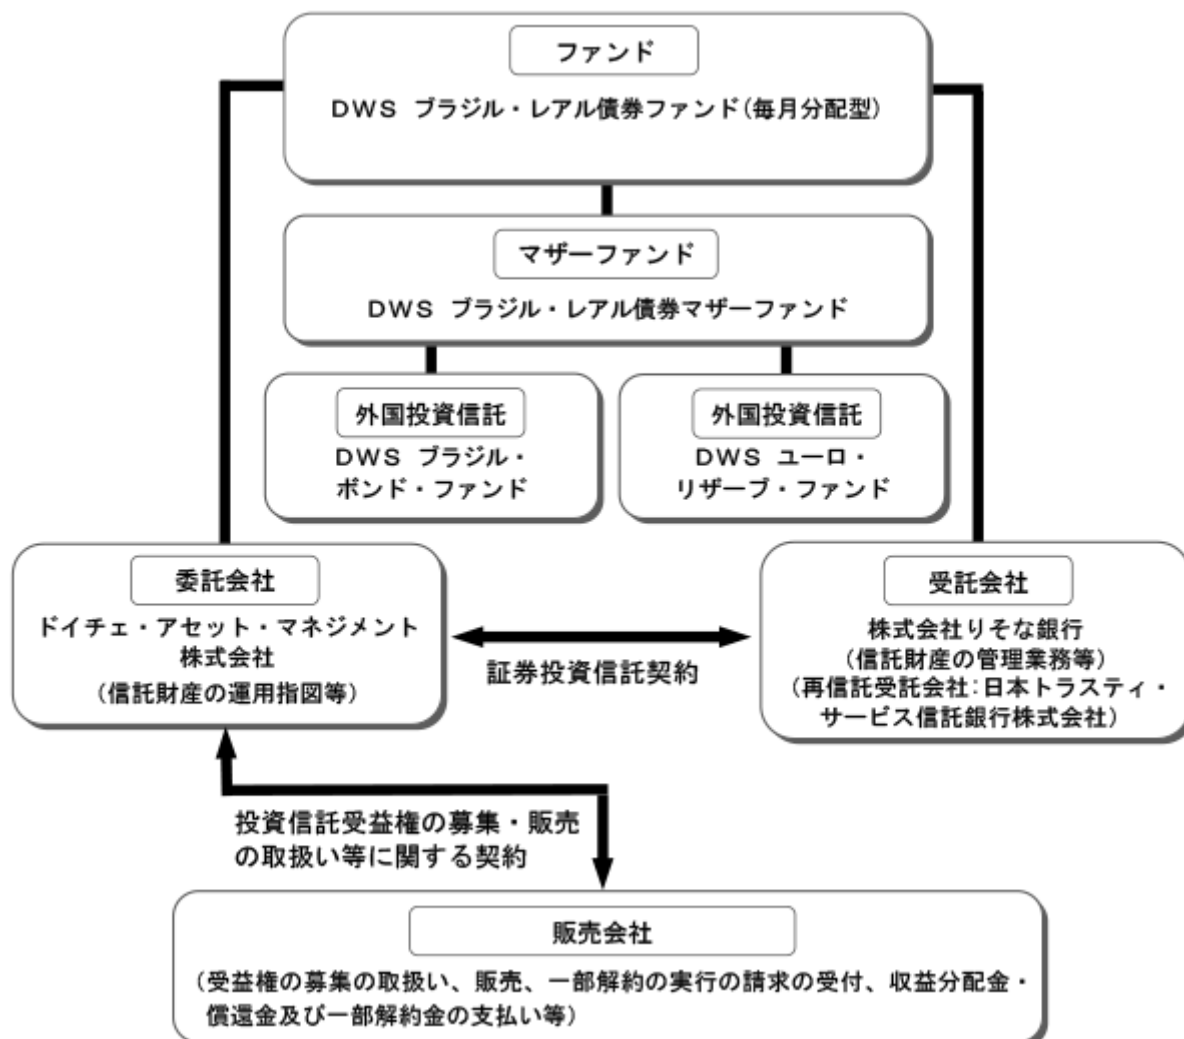 ファンド
DWS ブラジル・レアル債券ファンド(毎月分配型)
マザーファンド
DWS ブラジル・レアル債券マザーファンド
外国投資信託
DWS ブラジル・
ボンド・ファンド
外国投資信託
DWS ユーロ・
リザーブ・ファンド
委託会社
ドイチェ・アセット・マネジメント
株式会社
(信託財産の運用指図等)
証券投資信託契約
受託会社
株式会社りそな銀行
(信託財産の管理業務等)
(再信託受託会社:日本トラスティ・
サービス信託銀行株式会社)
投資信託受益権の募集・販売
の取扱い等に関する契約
販売会社
(受益権の募集の取扱い、販売、一部解約の実行の請求の受付、収益分配金・
償還金及び一部解約金の支払い等)